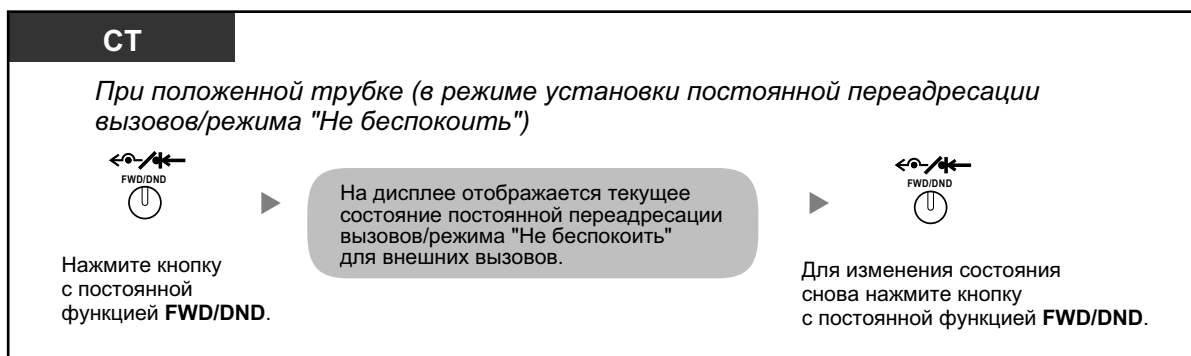 СТ
При положенной трубке (в режиме установки постоянной переадресации
вызовов/режима "Не беспокоить")
FWD/DND
Нажмите кнопку
с постоянной
функцией FWD/DND.
На дисплее отображается текущее
состояние постоянной переадресации
вызовов/режима "Не беспокоить"
для внешних вызовов.
FWD/DND
Для изменения состояния
снова нажмите кнопку
с постоянной функцией FWD/DND.